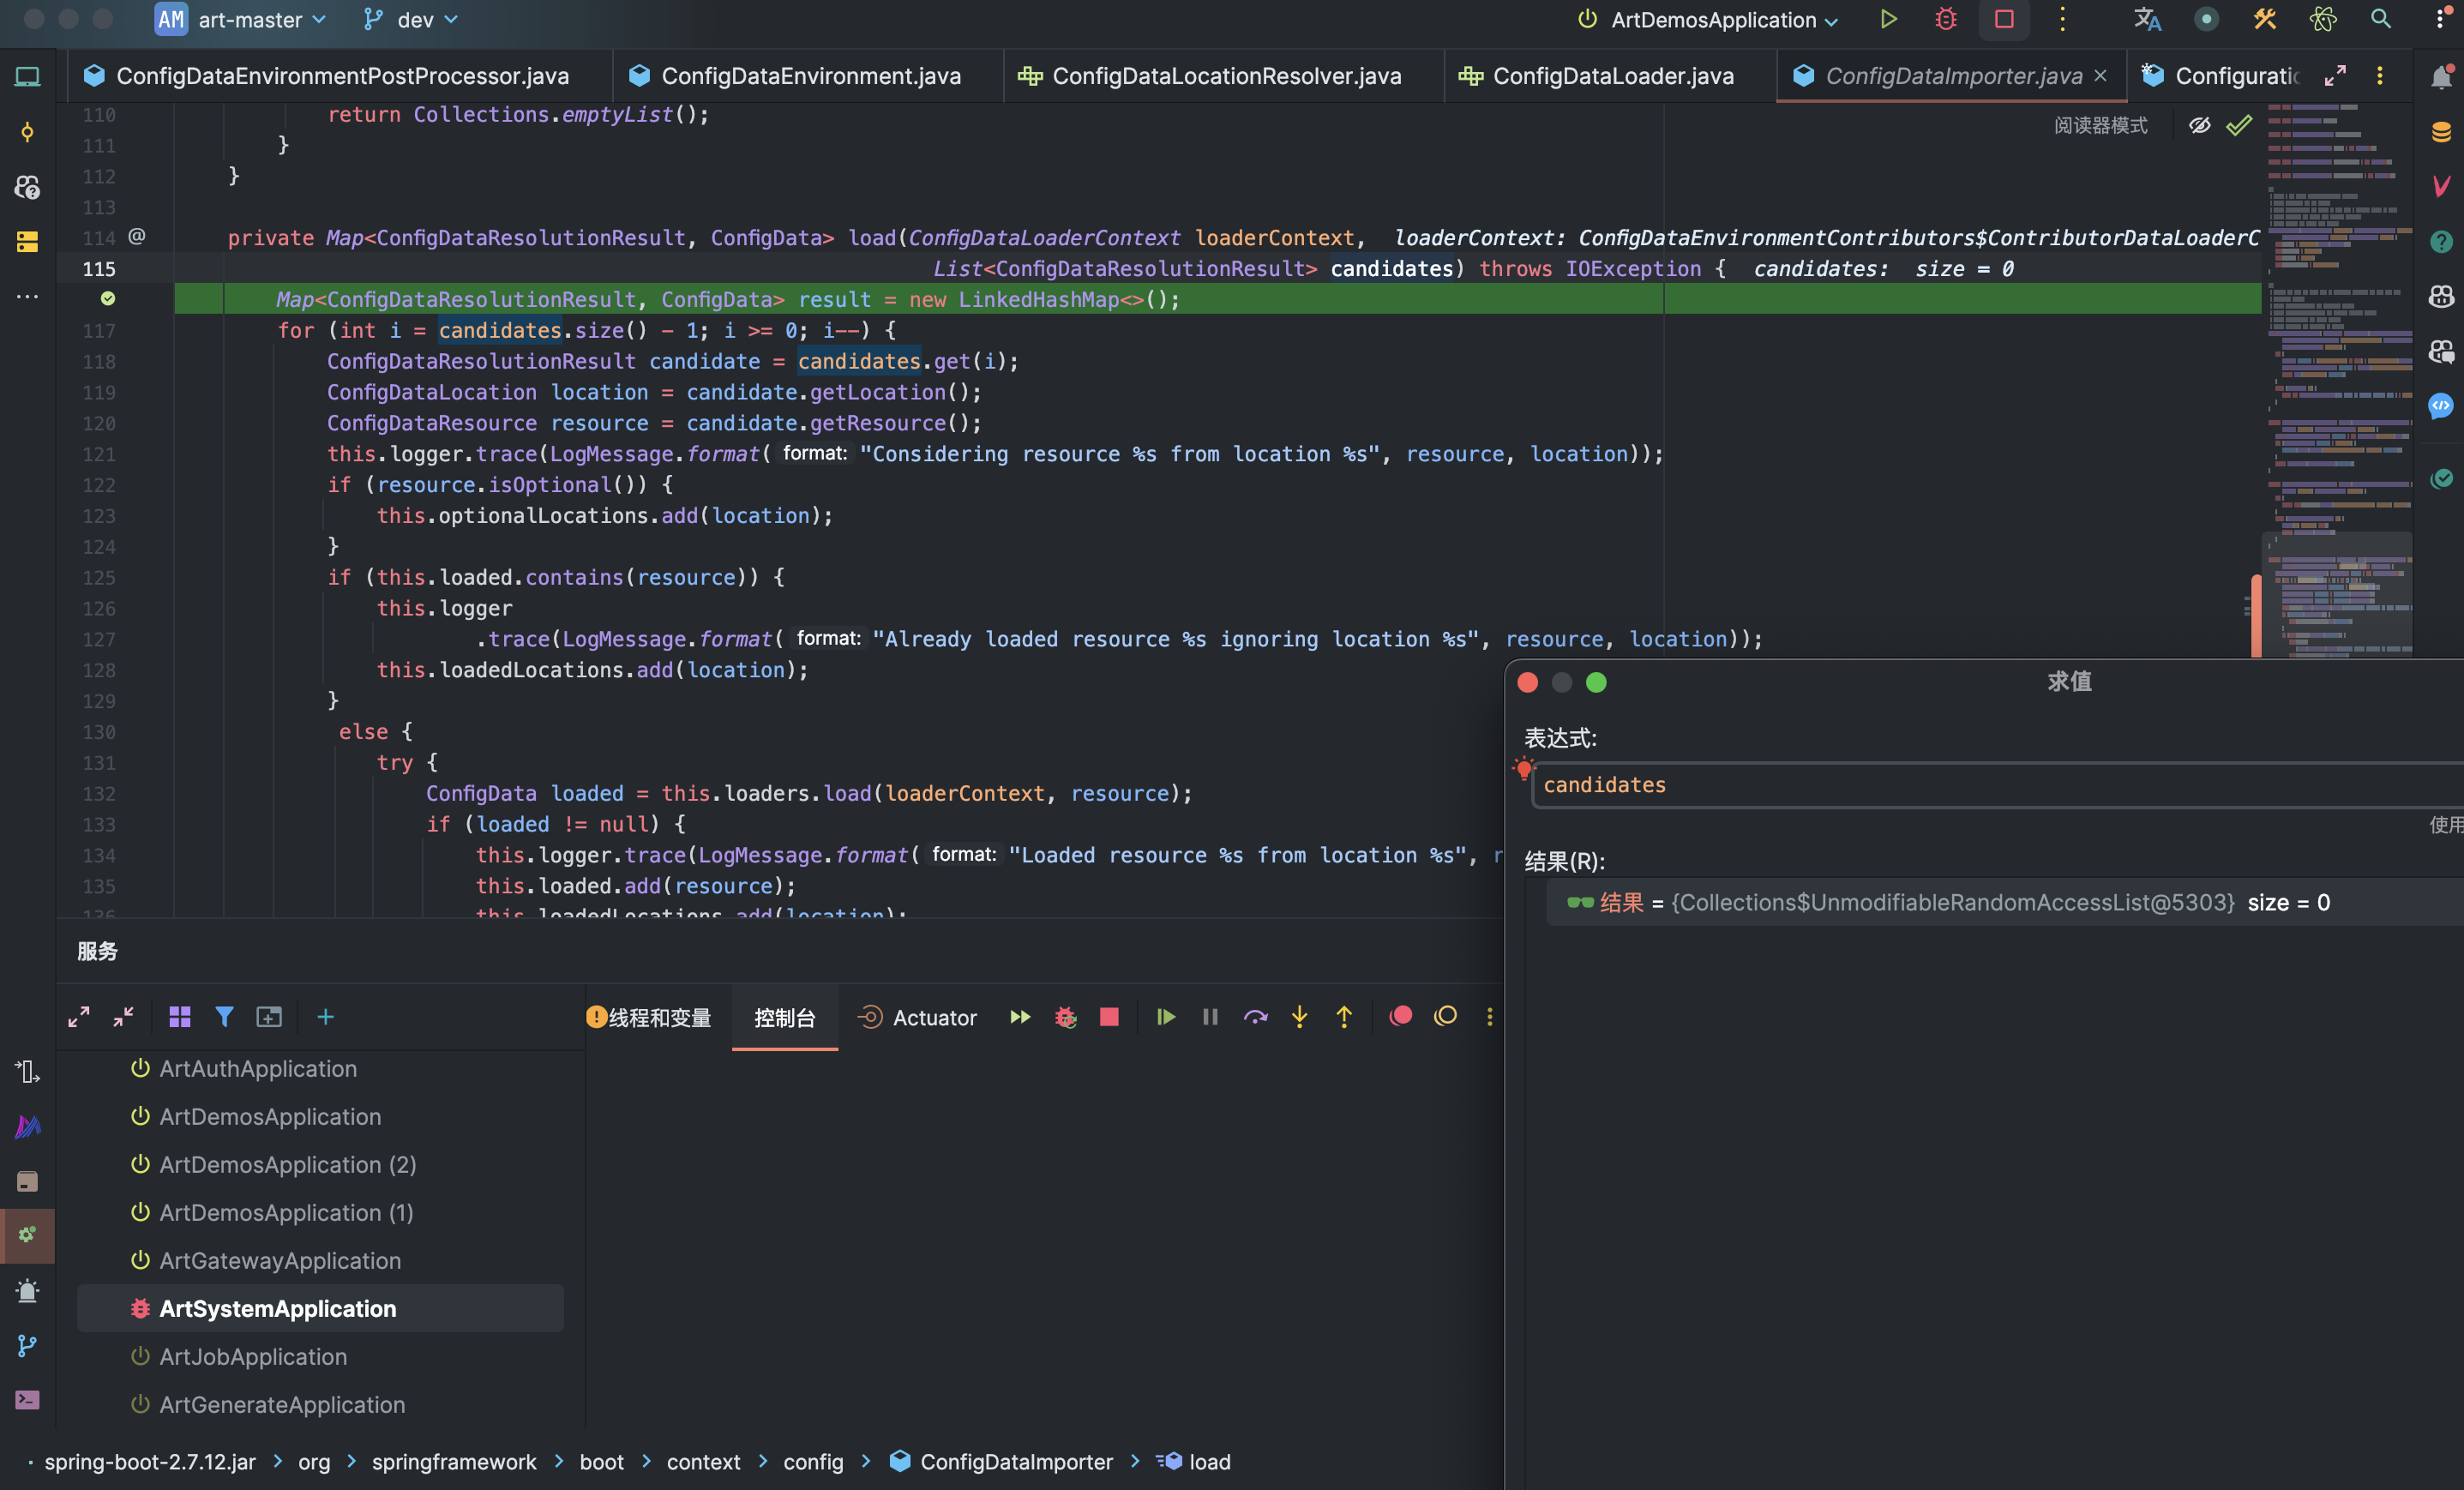 AM art-master dev ArtDemosApplication
ConfigDataEnvironmentPostProcessor.java ConfigDataEnvironment.java ConfigDataLocationResolver.java ConfigDataLoader.java ConfigDataImporter.java
阅读器模式
110 return Collections.emptyList();
111 }
112 }
113
114 @ private Map<ConfigDataResolutionResult, ConfigData> load(ConfigDataLoaderContext loaderContext, loaderContext: ConfigDataEnvironmentContributors$ContributorDataLoaderC
115 List<ConfigDataResolutionResult> candidates) throws IOException { candidates: size = 0
Map<ConfigDataResolutionResult, ConfigData> result = new LinkedHashMap<>();
117 for (int i = candidates.size() - 1; i >= 0; i--) {
118 ConfigDataResolutionResult candidate = candidates.get(i);
119 ConfigDataLocation location = candidate.getLocation();
120 ConfigDataResource resource = candidate.getResource();
121 this.logger.trace(LogMessage.format( format: "Considering resource %s from location %s", resource, location));
122 if (resource.isOptional()) {
123 this.optionalLocations.add(location);
124 }
125 if (this.loaded.contains(resource)) {
126 this.logger
127 .trace(LogMessage.format( format: "Already loaded resource %s ignoring location %s", resource, location));
128 this.loadedLocations.add(location);
129 }
130 else {
131 try {
132 ConfigData loaded = this.loaders.load(loaderContext, resource);
133 if (loaded != null) {
134 this.logger.trace(LogMessage.format( format: "Loaded resource %s from location %s", r
135 this.loaded.add(resource);
136 this.loadedLocations.add(location);
求值
表达式:
candidates
使用
结果(R):
结果 = {Collections$UnmodifiableRandomAccessList@5303} size = 0
服务
线程和变量 控制台 Actuator
ArtAuthApplication
ArtDemosApplication
ArtDemosApplication (2)
ArtDemosApplication (1)
ArtGatewayApplication
ArtSystemApplication
ArtJobApplication
ArtGenerateApplication
spring-boot-2.7.12.jar > org > springframework > boot > context > config > ConfigDataImporter > load